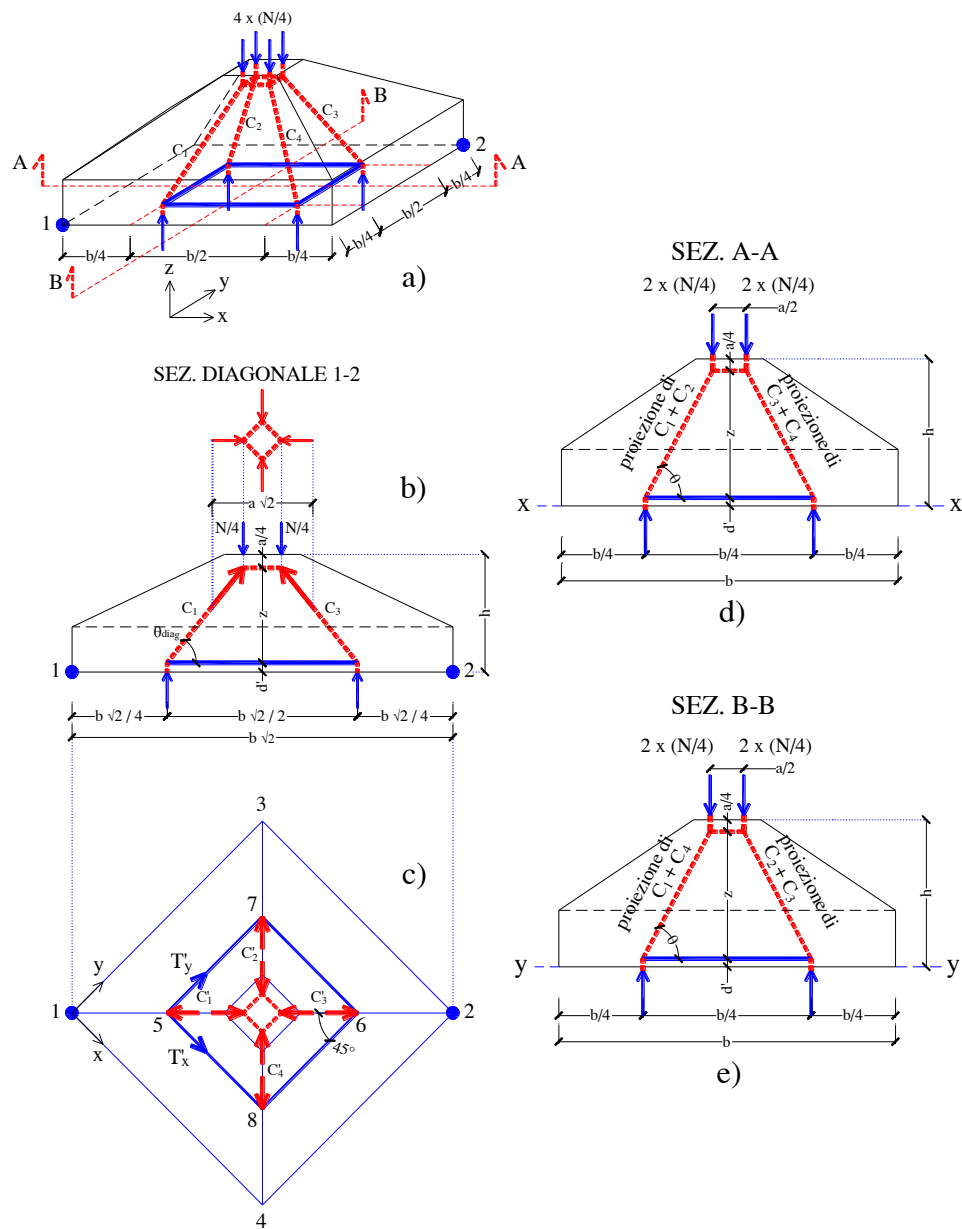 4 x (N/4)
B
C3
C2
C4
C1
A
A
2
1
b/4
b/2
b/4
b/4
b/2
b/4
B
a)
z
y
x
SEZ. DIAGONALE 1-2
b)
a √2
N/4
a/4
N/4
C1
C3
z
h
θdiag
1
2
d'
b √2 / 4
b √2 / 2
b √2 / 4
b √2
3
c)
7
y
T'y
C'2
1
C'1
C'3
2
5
6
x
T'x
C'4
45°
8
4
SEZ. A-A
2 x (N/4)
2 x (N/4)
a/2
a/4
proiezione di
C1 + C2
proiezione di
C3 + C4
z
h
θ
x
x
d'
b/4
b/4
b/4
b
d)
SEZ. B-B
2 x (N/4)
2 x (N/4)
a/2
a/4
proiezione di
C1 + C4
proiezione di
C2 + C3
z
h
θ
y
y
d'
b/4
b/4
b/4
b
e)